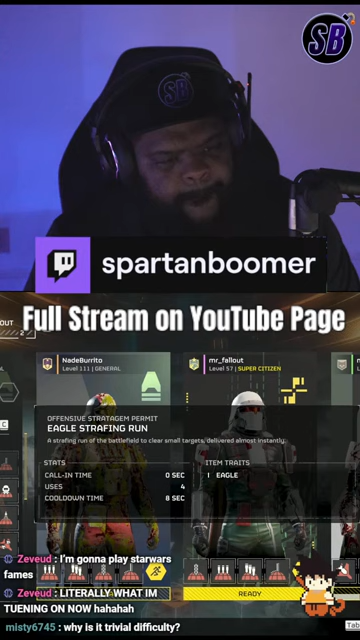 SB
SB
spartanboomer
Full Stream on YouTube Page
OUT
2
NadeBurrito
Level 111 | GENERAL
mr_fallout
Level 57 | SUPER CITIZEN
OFFENSIVE STRATAGEM PERMIT
EAGLE STRAFING RUN
A strafing run of the battlefield to clear small targets, delivered almost instantly.
STATS
CALL-IN TIME 0 SEC
USES 4
COOLDOWN TIME 8 SEC
ITEM TRAITS
EAGLE
Zeveud : I'm gonna play starwars
fames
Zeveud : LITERALLY WHAT IM
TUENING ON NOW hahahah
READY
misty6745 : why is it trivial difficulty?